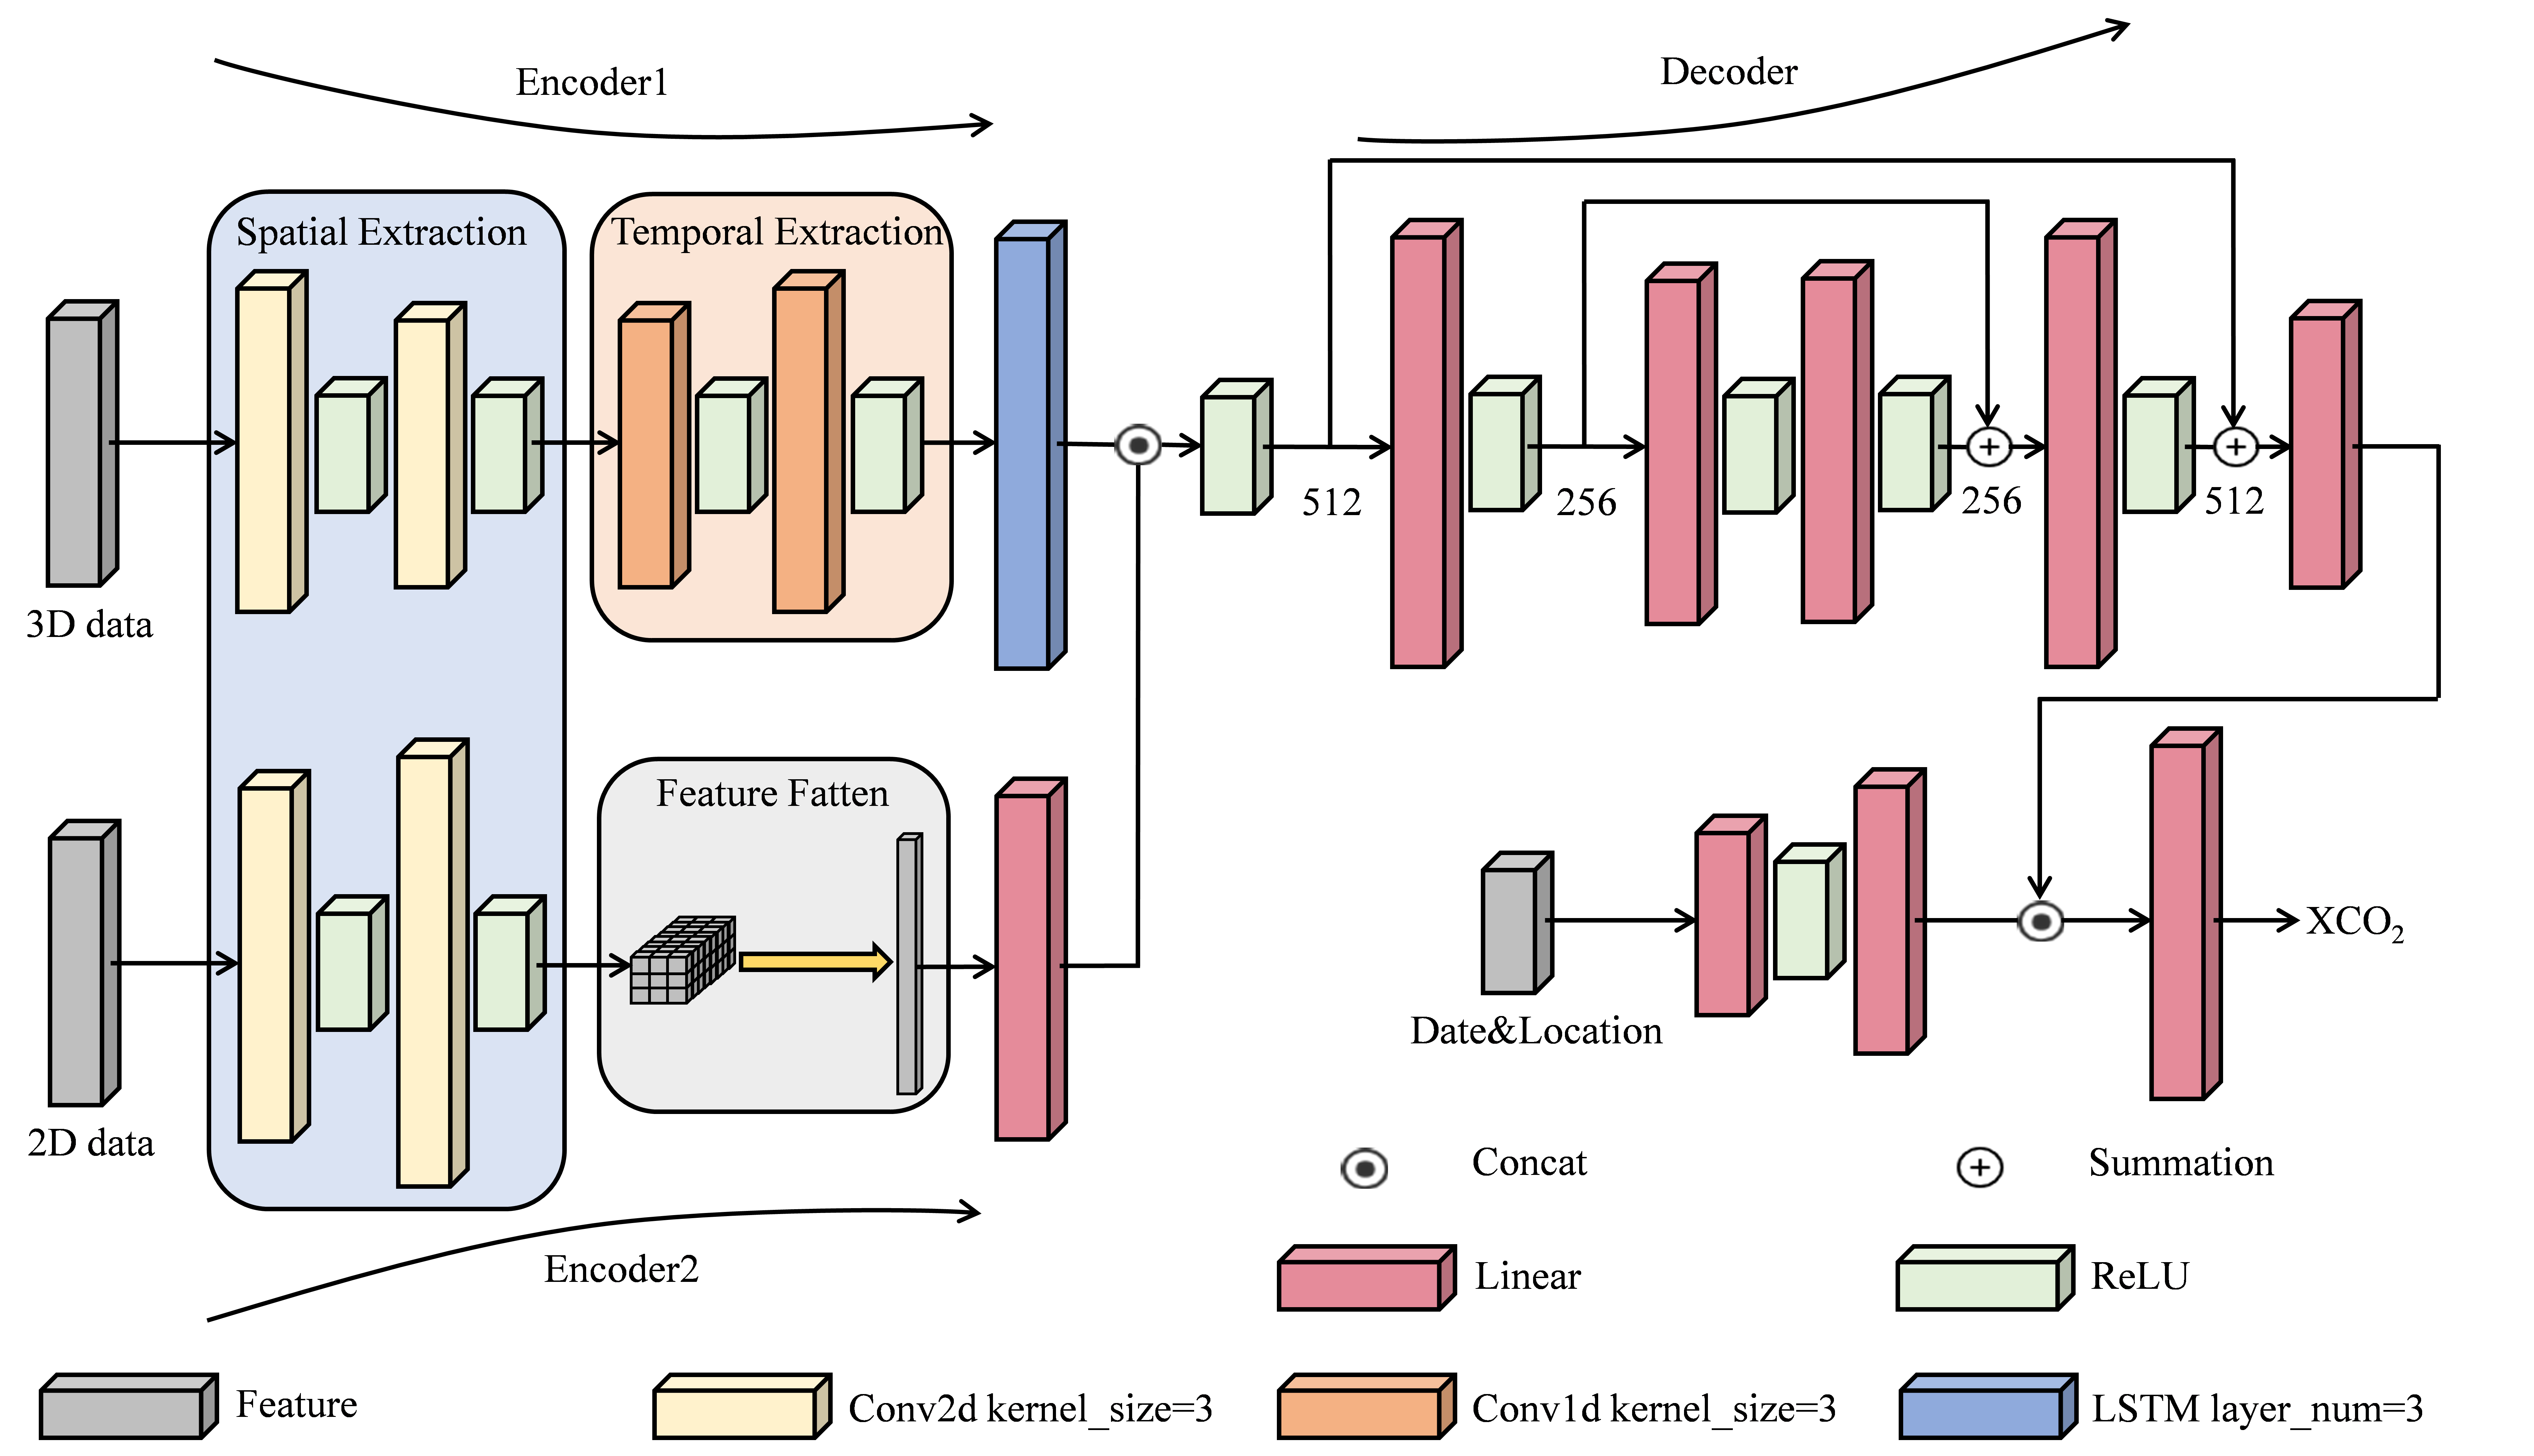 Encoder1
Decoder
Spatial Extraction
Temporal Extraction
512
256
256
512
3D data
Feature Fatten
XCO₂
Date&Location
2D data
Concat
Summation
Encoder2
Linear
ReLU
Feature
Conv2d kernel_size=3
Conv1d kernel_size=3
LSTM layer_num=3